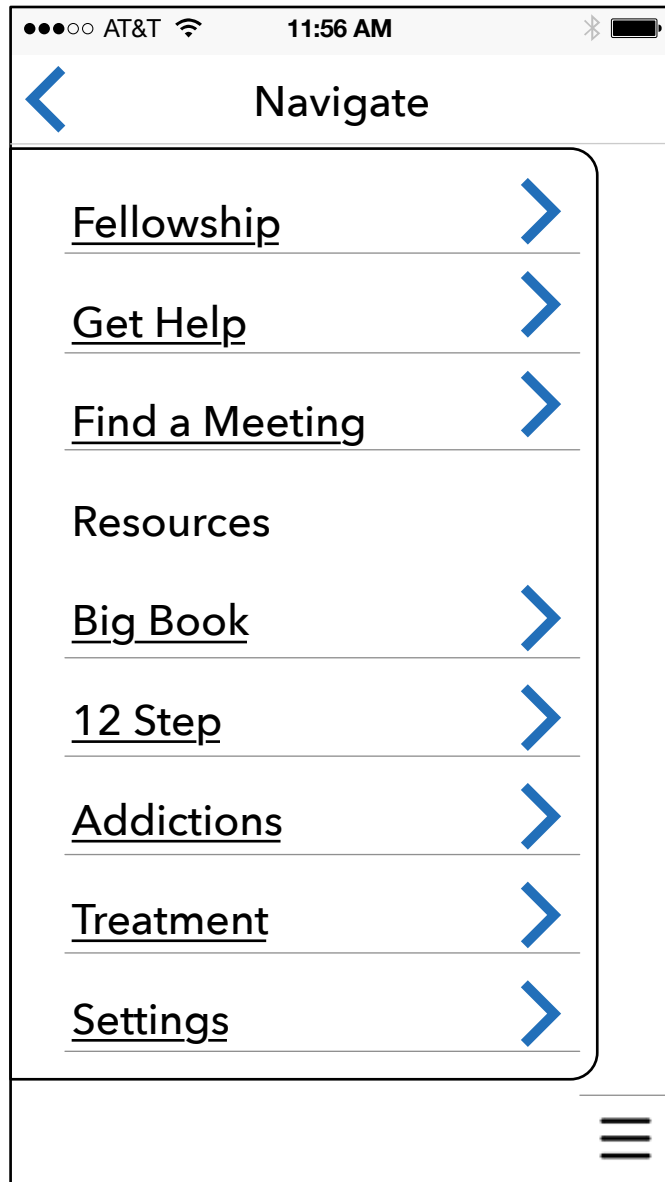 AT&T 11:56 AM
Navigate
Fellowship
Get Help
Find a Meeting
Resources
Big Book
12 Step
Addictions
Treatment
Settings